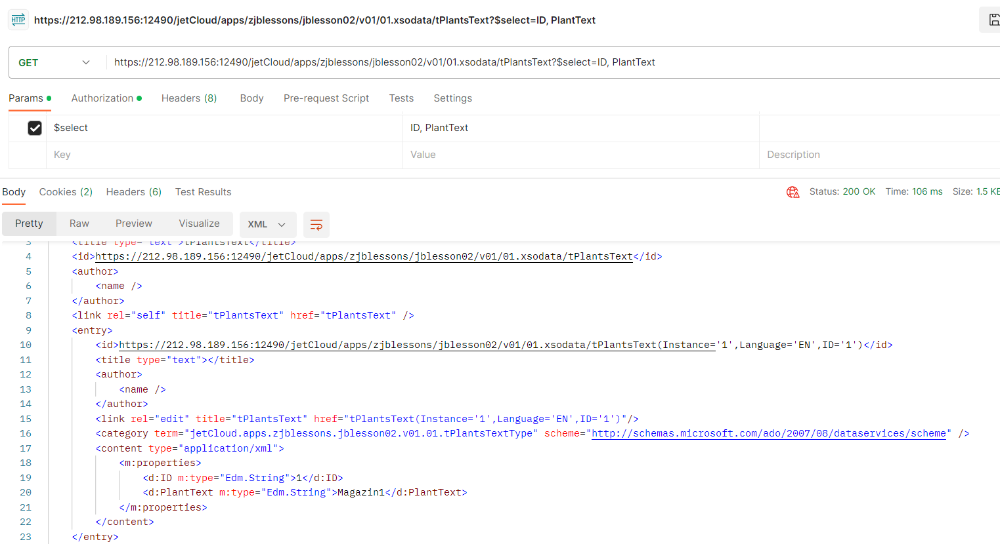 HTTP https://212.98.189.156:12490/jetCloud/apps/zjblessons/jblesson02/v01/01.xsodata/tPlantsText?$select=ID, PlantText
GET https://212.98.189.156:12490/jetCloud/apps/zjblessons/jblesson02/v01/01.xsodata/tPlantsText?$select=ID, PlantText
Params Authorization Headers (8) Body Pre-request Script Tests Settings
$select ID, PlantText
Key Value Description
Body Cookies (2) Headers (6) Test Results Status: 200 OK Time: 106 ms Size: 1.5 KB
Pretty Raw Preview Visualize XML
3 <title type="text">tPlantsText</title>
4 <id>https://212.98.189.156:12490/jetCloud/apps/zjblessons/jblesson02/v01/01.xsodata/tPlantsText</id>
5 <author>
6 <name />
7 </author>
8 <link rel="self" title="tPlantsText" href="tPlantsText" />
9 <entry>
10 <id>https://212.98.189.156:12490/jetCloud/apps/zjblessons/jblesson02/v01/01.xsodata/tPlantsText(Instance='1',Language='EN',ID='1')</id>
11 <title type="text"></title>
12 <author>
13 <name />
14 </author>
15 <link rel="edit" title="tPlantsText" href="tPlantsText(Instance='1',Language='EN',ID='1')"/>
16 <category term="jetCloud.apps.zjblessons.jblesson02.v01.01.tPlantsTextType" scheme="http://schemas.microsoft.com/ado/2007/08/dataservices/scheme" />
17 <content type="application/xml">
18 <m:properties>
19 <d:ID m:type="Edm.String">1</d:ID>
20 <d:PlantText m:type="Edm.String">Magazin1</d:PlantText>
21 </m:properties>
22 </content>
23 </entry>